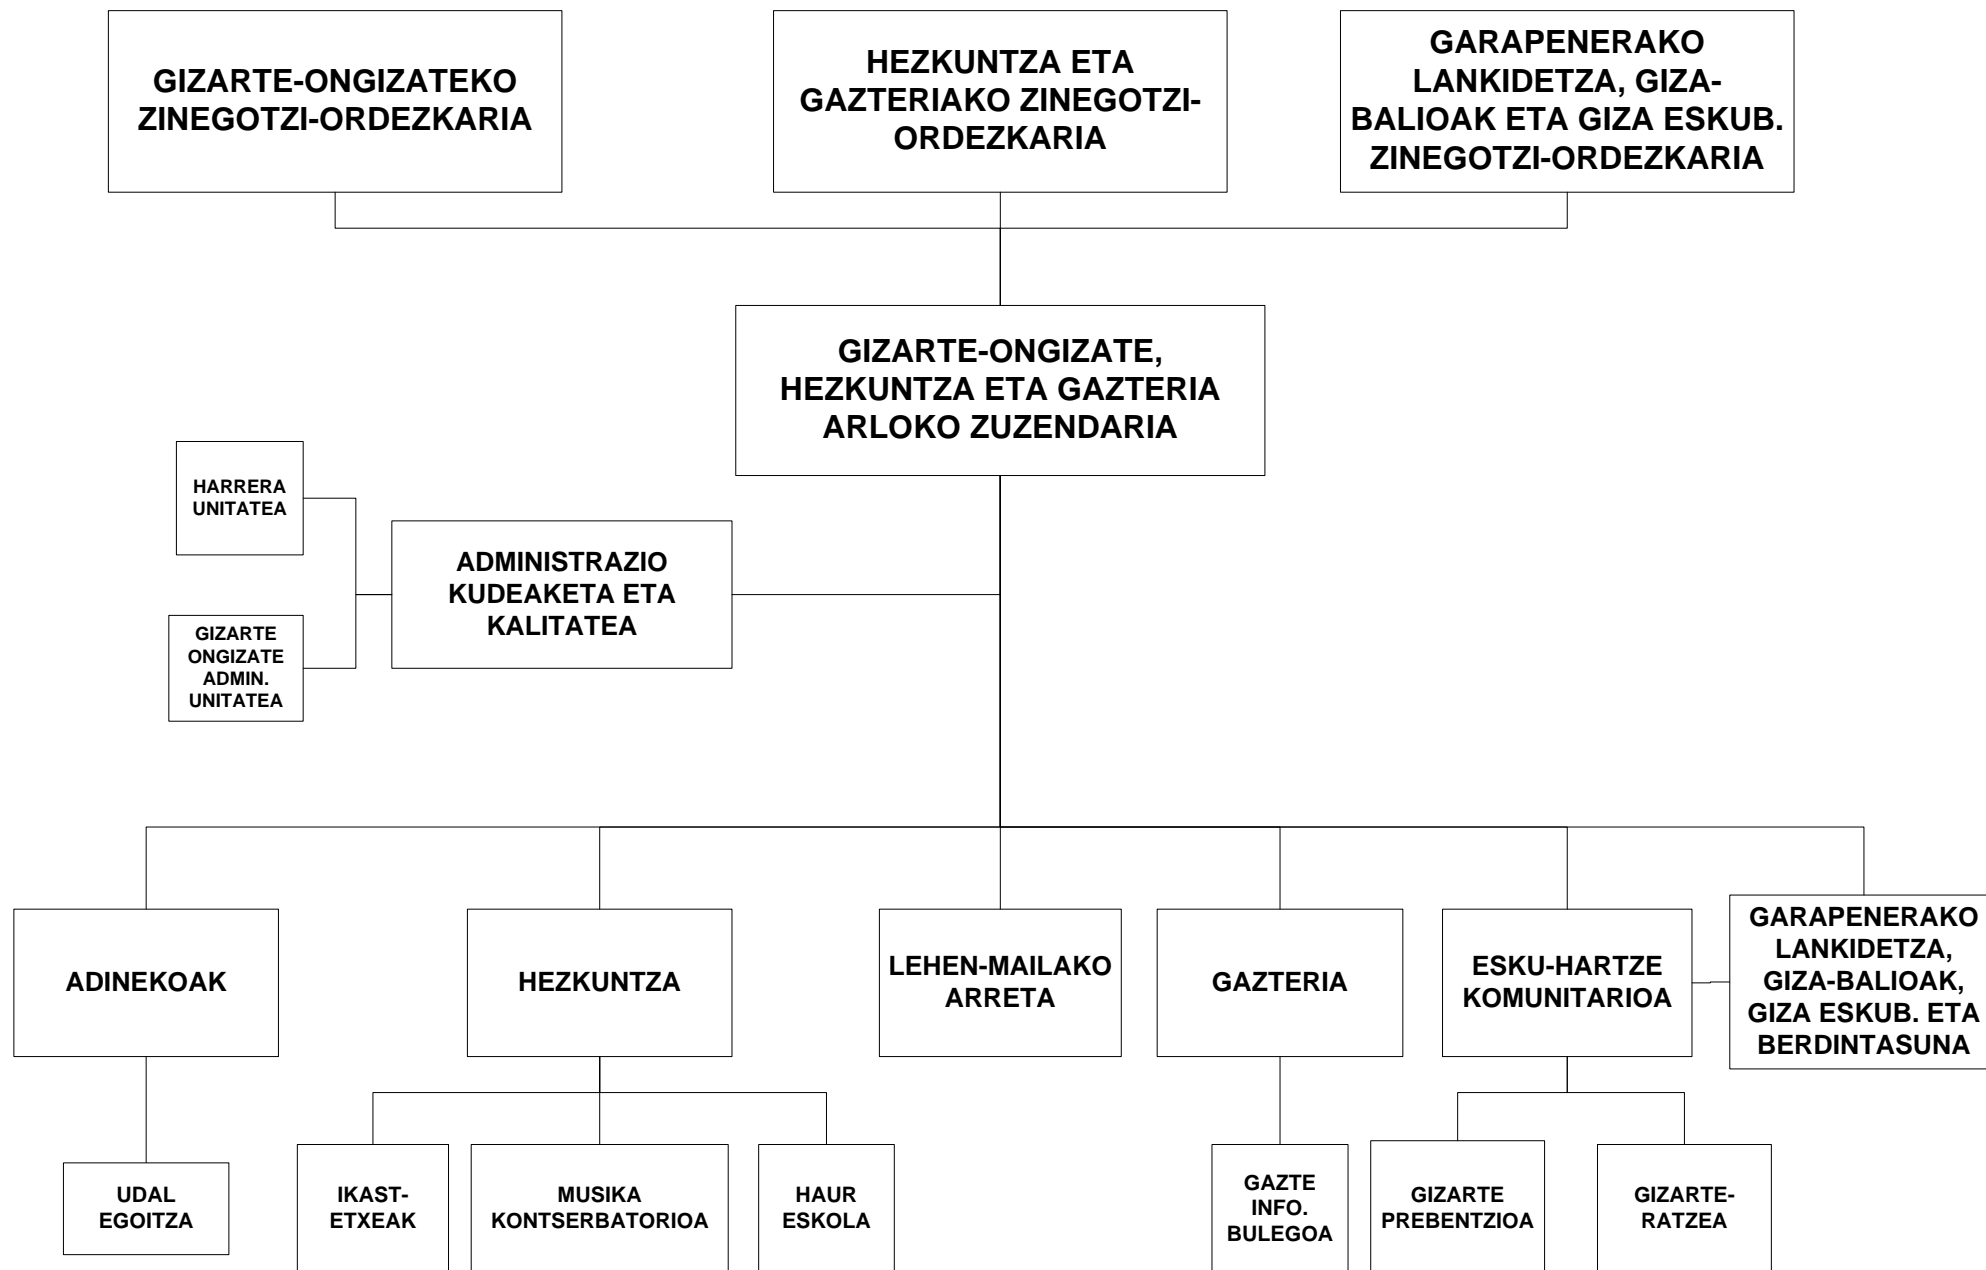 GIZARTE-ONGIZATEKO
ZINEGOTZI-ORDEZKARIA
HEZKUNTZA ETA
GAZTERIAKO ZINEGOTZI-
ORDEZKARIA
GARAPENERAKO
LANKIDETZA, GIZA-
BALIOAK ETA GIZA ESKUB.
ZINEGOTZI-ORDEZKARIA
GIZARTE-ONGIZATE,
HEZKUNTZA ETA GAZTERIA
ARLOKO ZUZENDARIA
HARRERA
UNITATEA
ADMINISTRAZIO
KUDEAKETA ETA
KALITATEA
GIZARTE
ONGIZATE
ADMIN.
UNITATEA
ADINEKOAK
HEZKUNTZA
LEHEN-MAILAKO
ARRETA
GAZTERIA
ESKU-HARTZE
KOMUNITARIOA
GARAPENERAKO
LANKIDETZA,
GIZA-BALIOAK,
GIZA ESKUB. ETA
BERDINTASUNA
UDAL
EGOITZA
IKAST-
ETXEAK
MUSIKA
KONTSERBATORIOA
HAUR
ESKOLA
GAZTE
INFO.
BULEGOA
GIZARTE
PREBENTZIOA
GIZARTE-
RATZEA